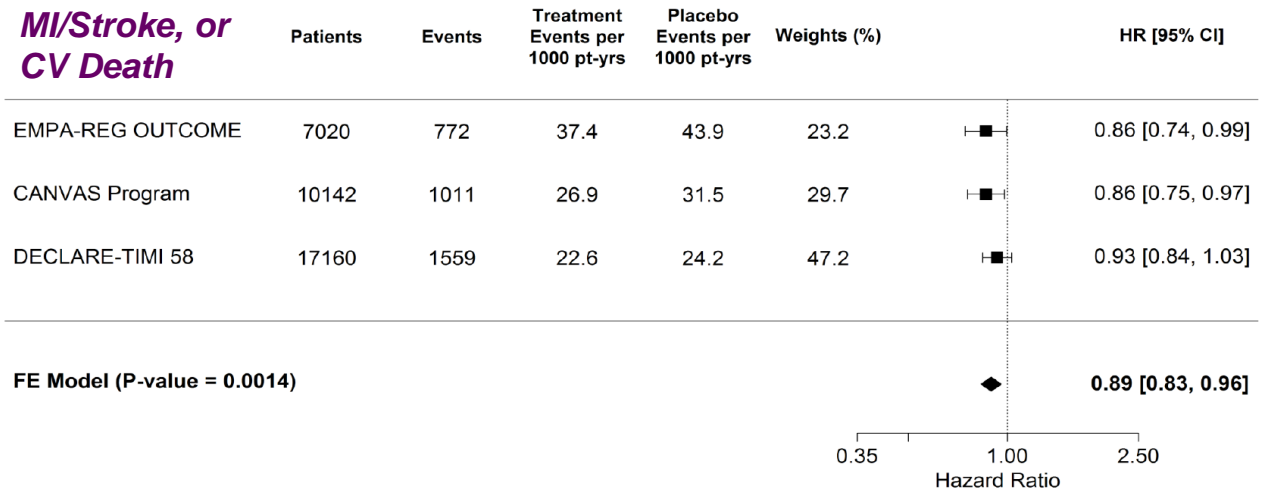 MI/Stroke, or
CV Death
Patients
Events
Treatment
Events per
1000 pt-yrs
Placebo
Events per
1000 pt-yrs
Weights (%)
HR [95% CI]
EMPA-REG OUTCOME 7020 772 37.4 43.9 23.2 0.86 [0.74, 0.99]
CANVAS Program 10142 1011 26.9 31.5 29.7 0.86 [0.75, 0.97]
DECLARE-TIMI 58 17160 1559 22.6 24.2 47.2 0.93 [0.84, 1.03]
FE Model (P-value = 0.0014) 0.89 [0.83, 0.96]
0.35 1.00 2.50
Hazard Ratio